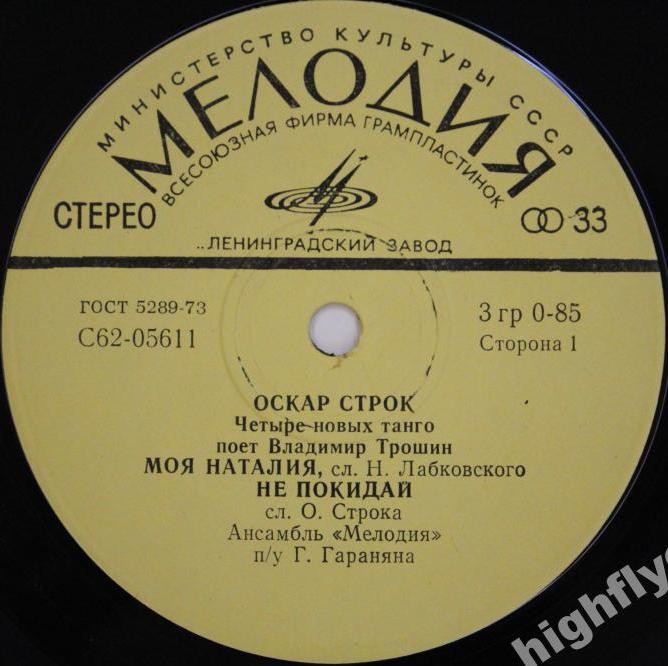 МИНИСТЕРСТВО КУЛЬТУРЫ СССР
МЕЛОДИЯ
ВСЕСОЮЗНАЯ ФИРМА ГРАМПЛАСТИНОК
СТЕРЕО
33
..ЛЕНИНГРАДСКИЙ ЗАВОД
ГОСТ 5289-73
3 гр 0-85
С62-05611
Сторона 1
ОСКАР СТРОК
Четыре новых танго
поет Владимир Трошин
МОЯ НАТАЛИЯ, сл. Н. Лабковского
НЕ ПОКИДАЙ
сл. О. Строка
Ансамбль «Мелодия»
п/у Г. Гараняна